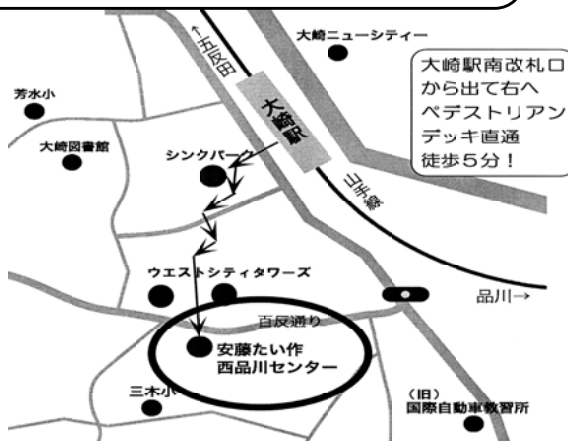 ←五反田
大崎ニューシティー
大崎駅南改札口
から出て右へ
ペデストリアン
デッキ直通
徒歩5分！
芳水小
大崎駅
大崎図書館
シンクパーク
山手線
ウエストシティタワーズ
品川→
百反通り
安藤たい作
西品川センター
三木小
（旧）
国際自動車教習所